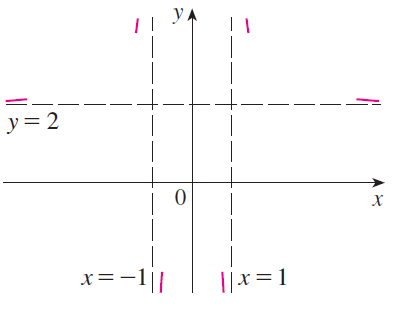 y
y = 2
0
x
x = −1
x = 1